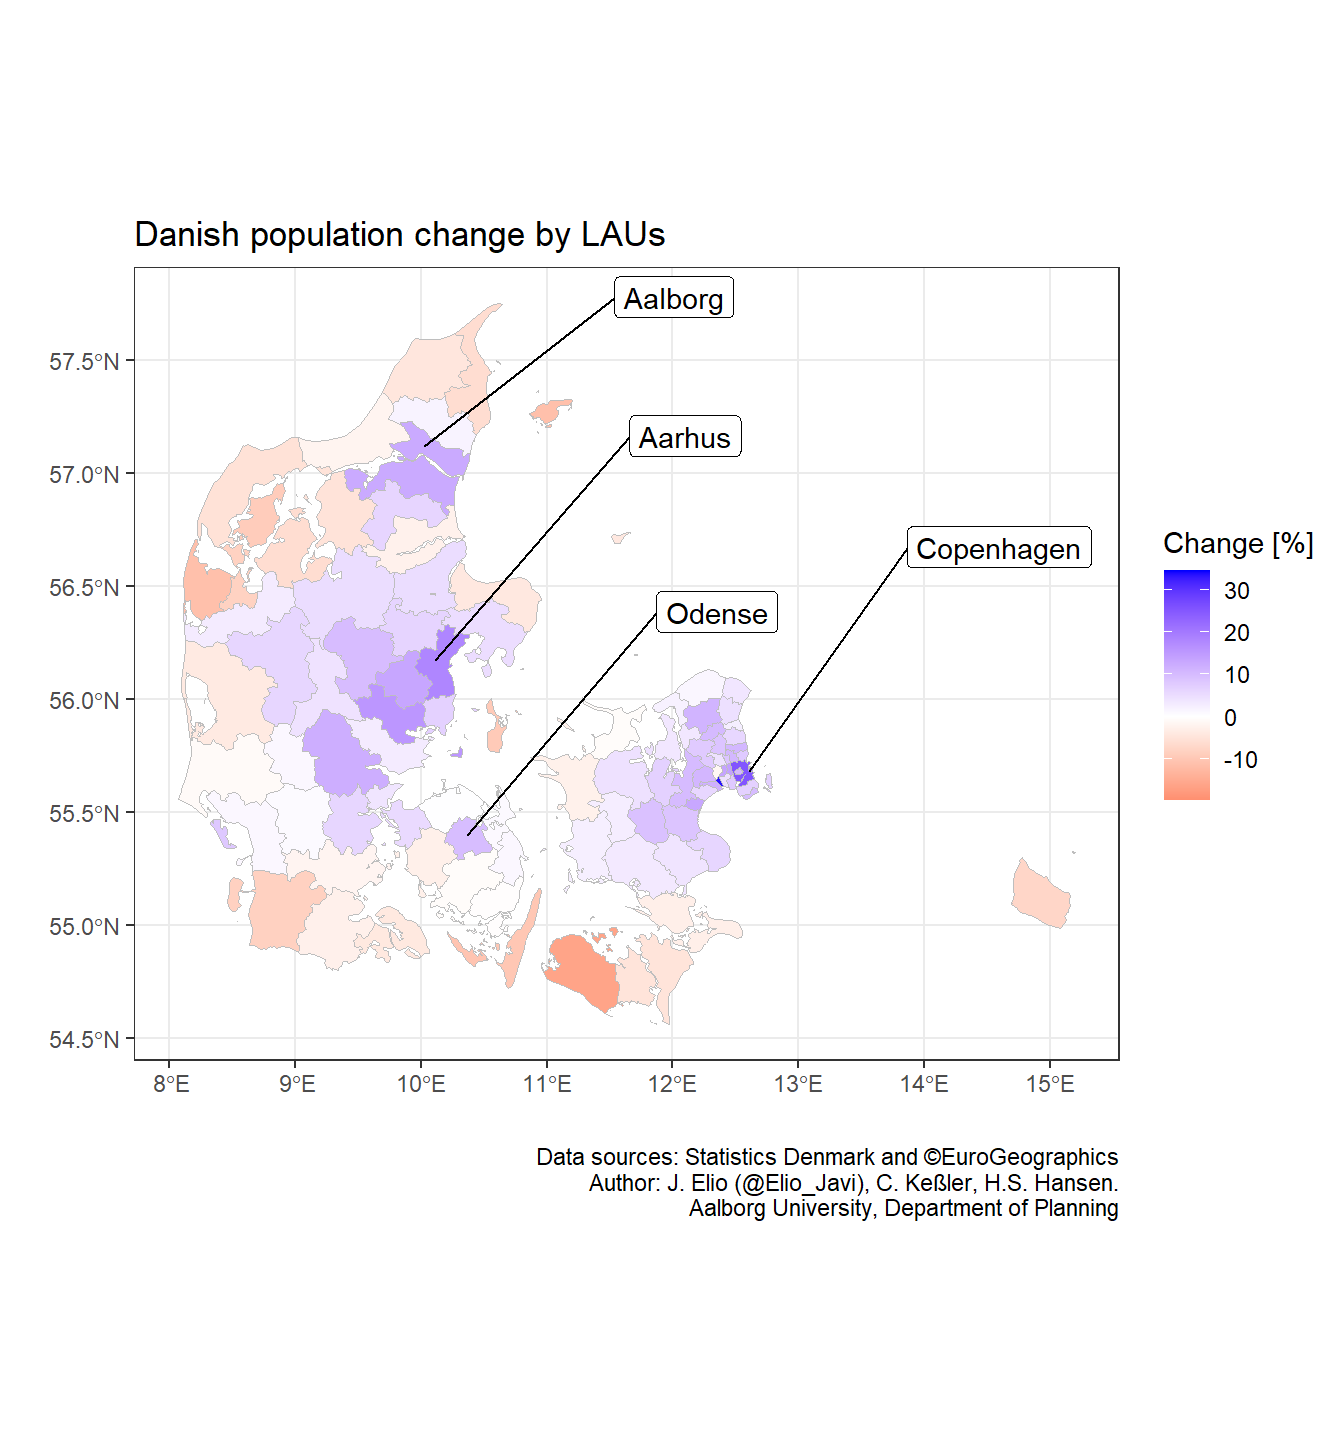 Danish population change by LAUs
Aalborg
57.5°N
Aarhus
57.0°N
Copenhagen
Change [%]
56.5°N
30
Odense
20
10
56.0°N
0
-10
55.5°N
55.0°N
54.5°N
8°E 9°E 10°E 11°E 12°E 13°E 14°E 15°E
Data sources: Statistics Denmark and ©EuroGeographics
Author: J. Elio (@Elio_Javi), C. Keßler, H.S. Hansen.
Aalborg University, Department of Planning